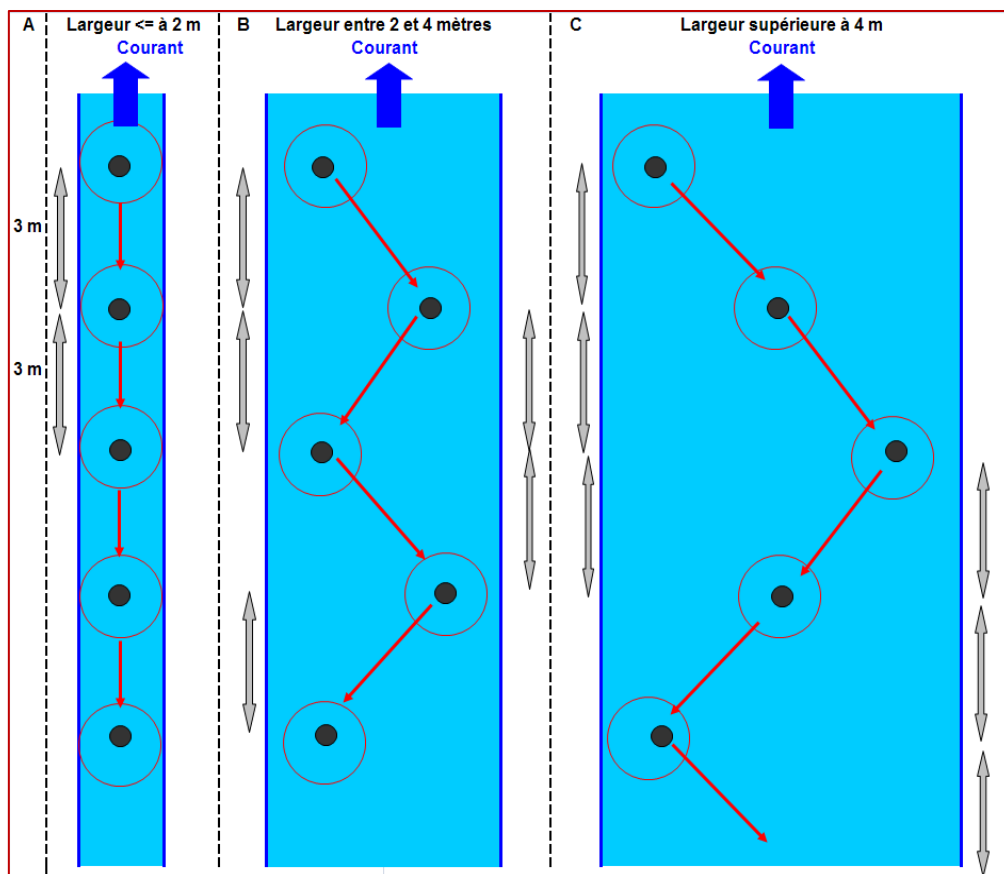 A
Largeur <= à 2 m
Courant
3 m
3 m
B
Largeur entre 2 et 4 mètres
Courant
C
Largeur supérieure à 4 m
Courant